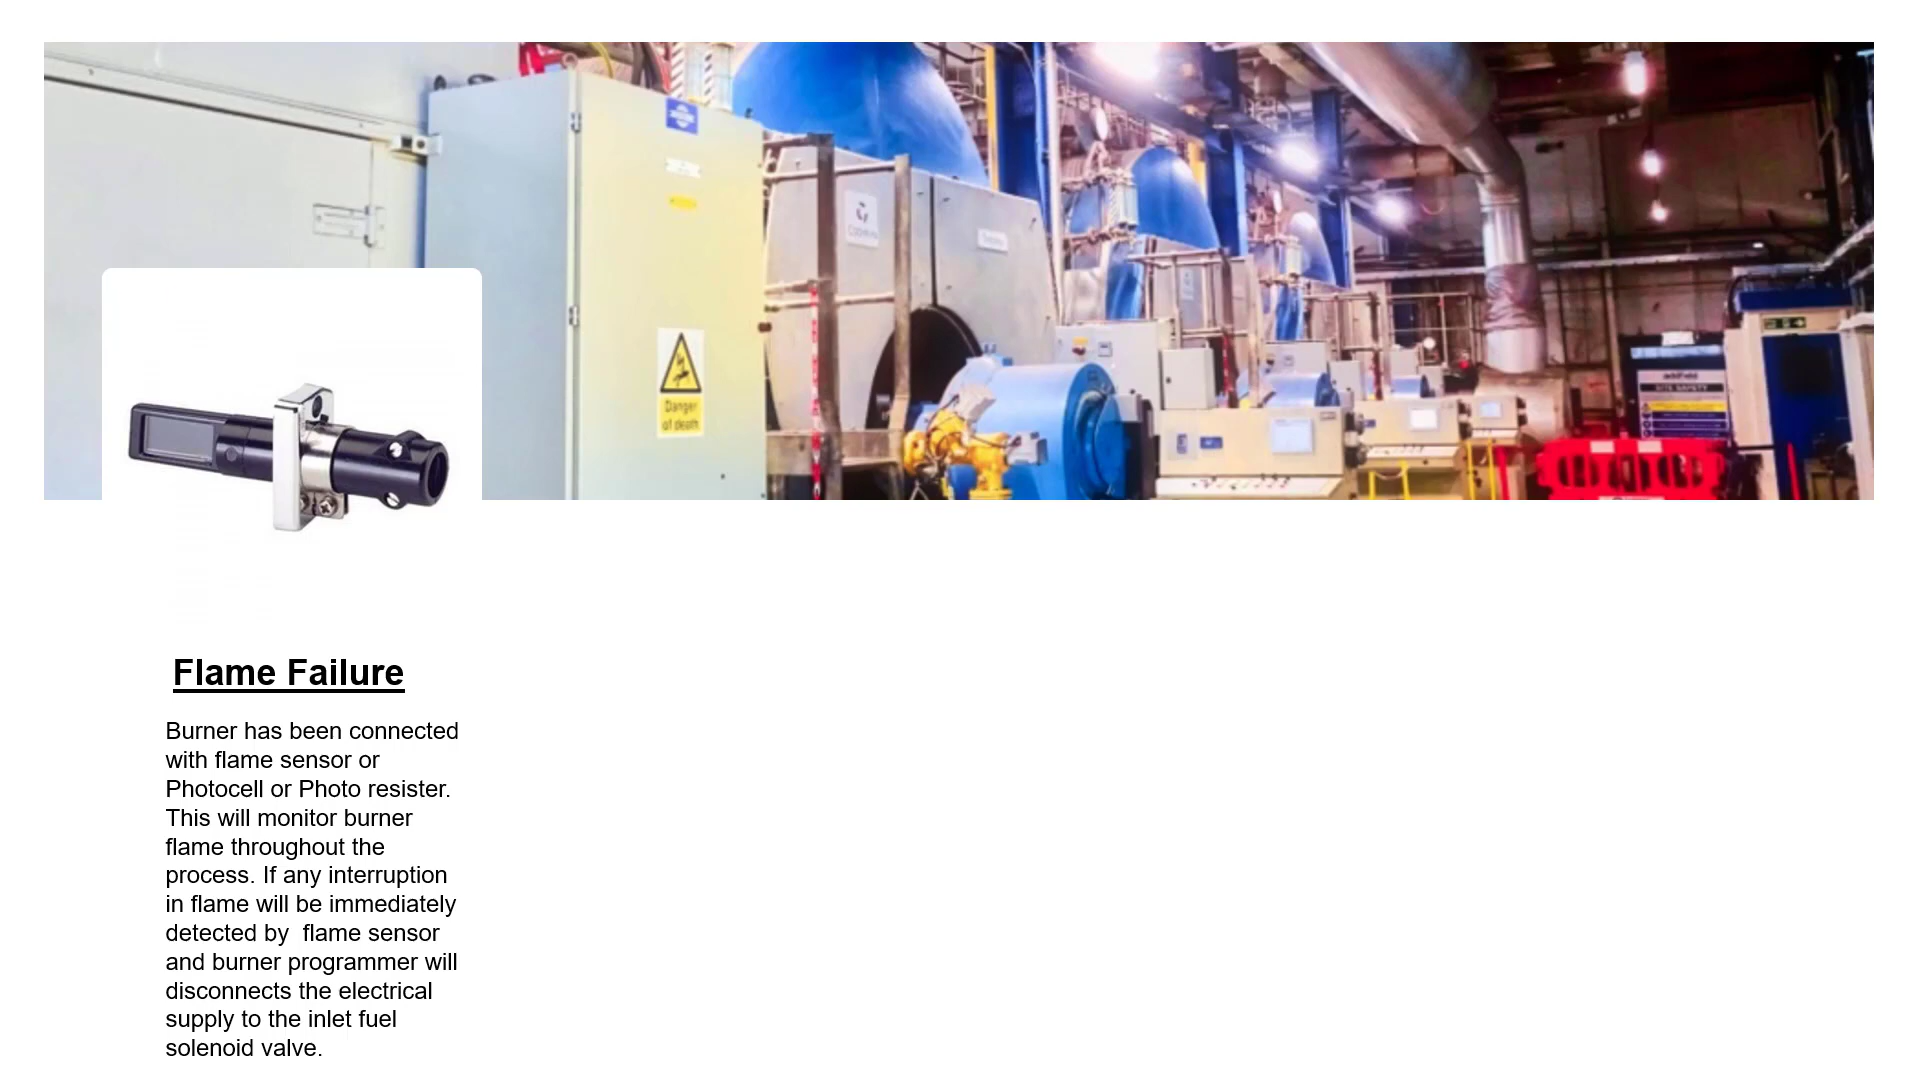 Danger
of death
SITE SAFETY
Flame Failure
Burner has been connected
with flame sensor or
Photocell or Photo resister.
This will monitor burner
flame throughout the
process. If any interruption
in flame will be immediately
detected by  flame sensor
and burner programmer will
disconnects the electrical
supply to the inlet fuel
solenoid valve.